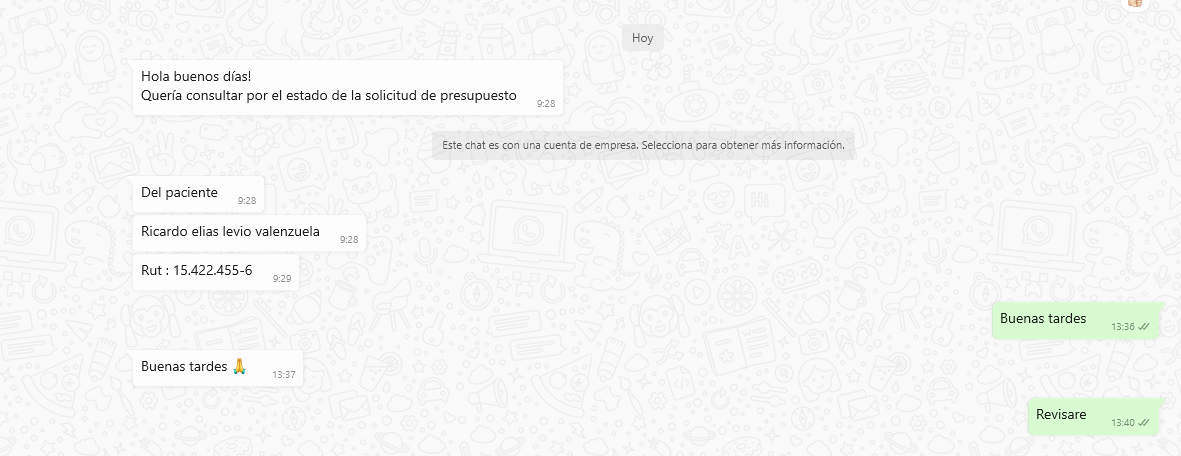 Hoy
Hola buenos días!
Quería consultar por el estado de la solicitud de presupuesto
9:28
Este chat es con una cuenta de empresa. Selecciona para obtener más información.
Del paciente
9:28
Ricardo elias levio valenzuela
9:28
Rut : 15.422.455-6
9:29
Buenas tardes
13:36
Buenas tardes 🙏
13:37
Revisare
13:40